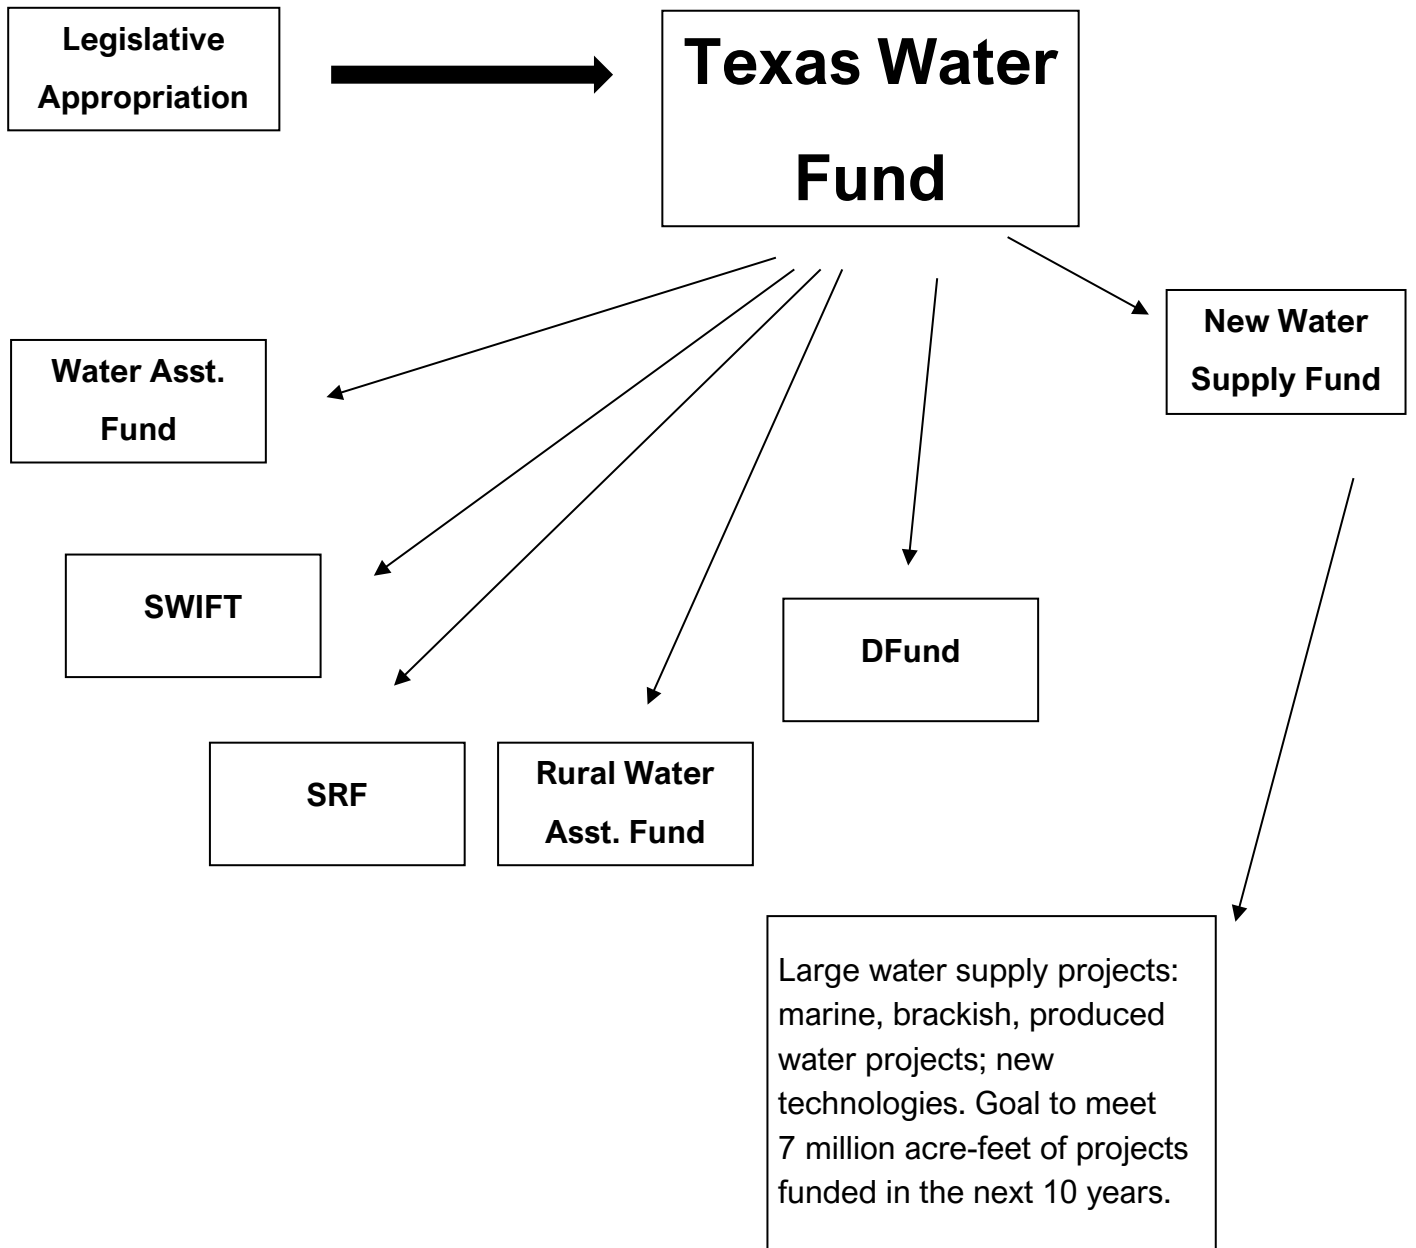 Legislative
Appropriation
Texas Water
Fund
New Water
Supply Fund
Water Asst.
Fund
SWIFT
DFund
SRF
Rural Water
Asst. Fund
Large water supply projects:
marine, brackish, produced
water projects; new
technologies. Goal to meet
7 million acre-feet of projects
funded in the next 10 years.